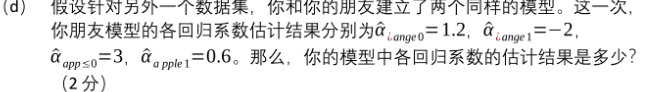 (d) 假设针对另外一个数据集，你和你的朋友建立了两个同样的模型。这一次，
你朋友模型的各回归系数估计结果分别为α̂¿ange0=1.2，α̂¿ange1=−2，
α̂app≤0=3，α̂apple1=0.6。那么，你的模型中各回归系数的估计结果是多少？
（2 分）